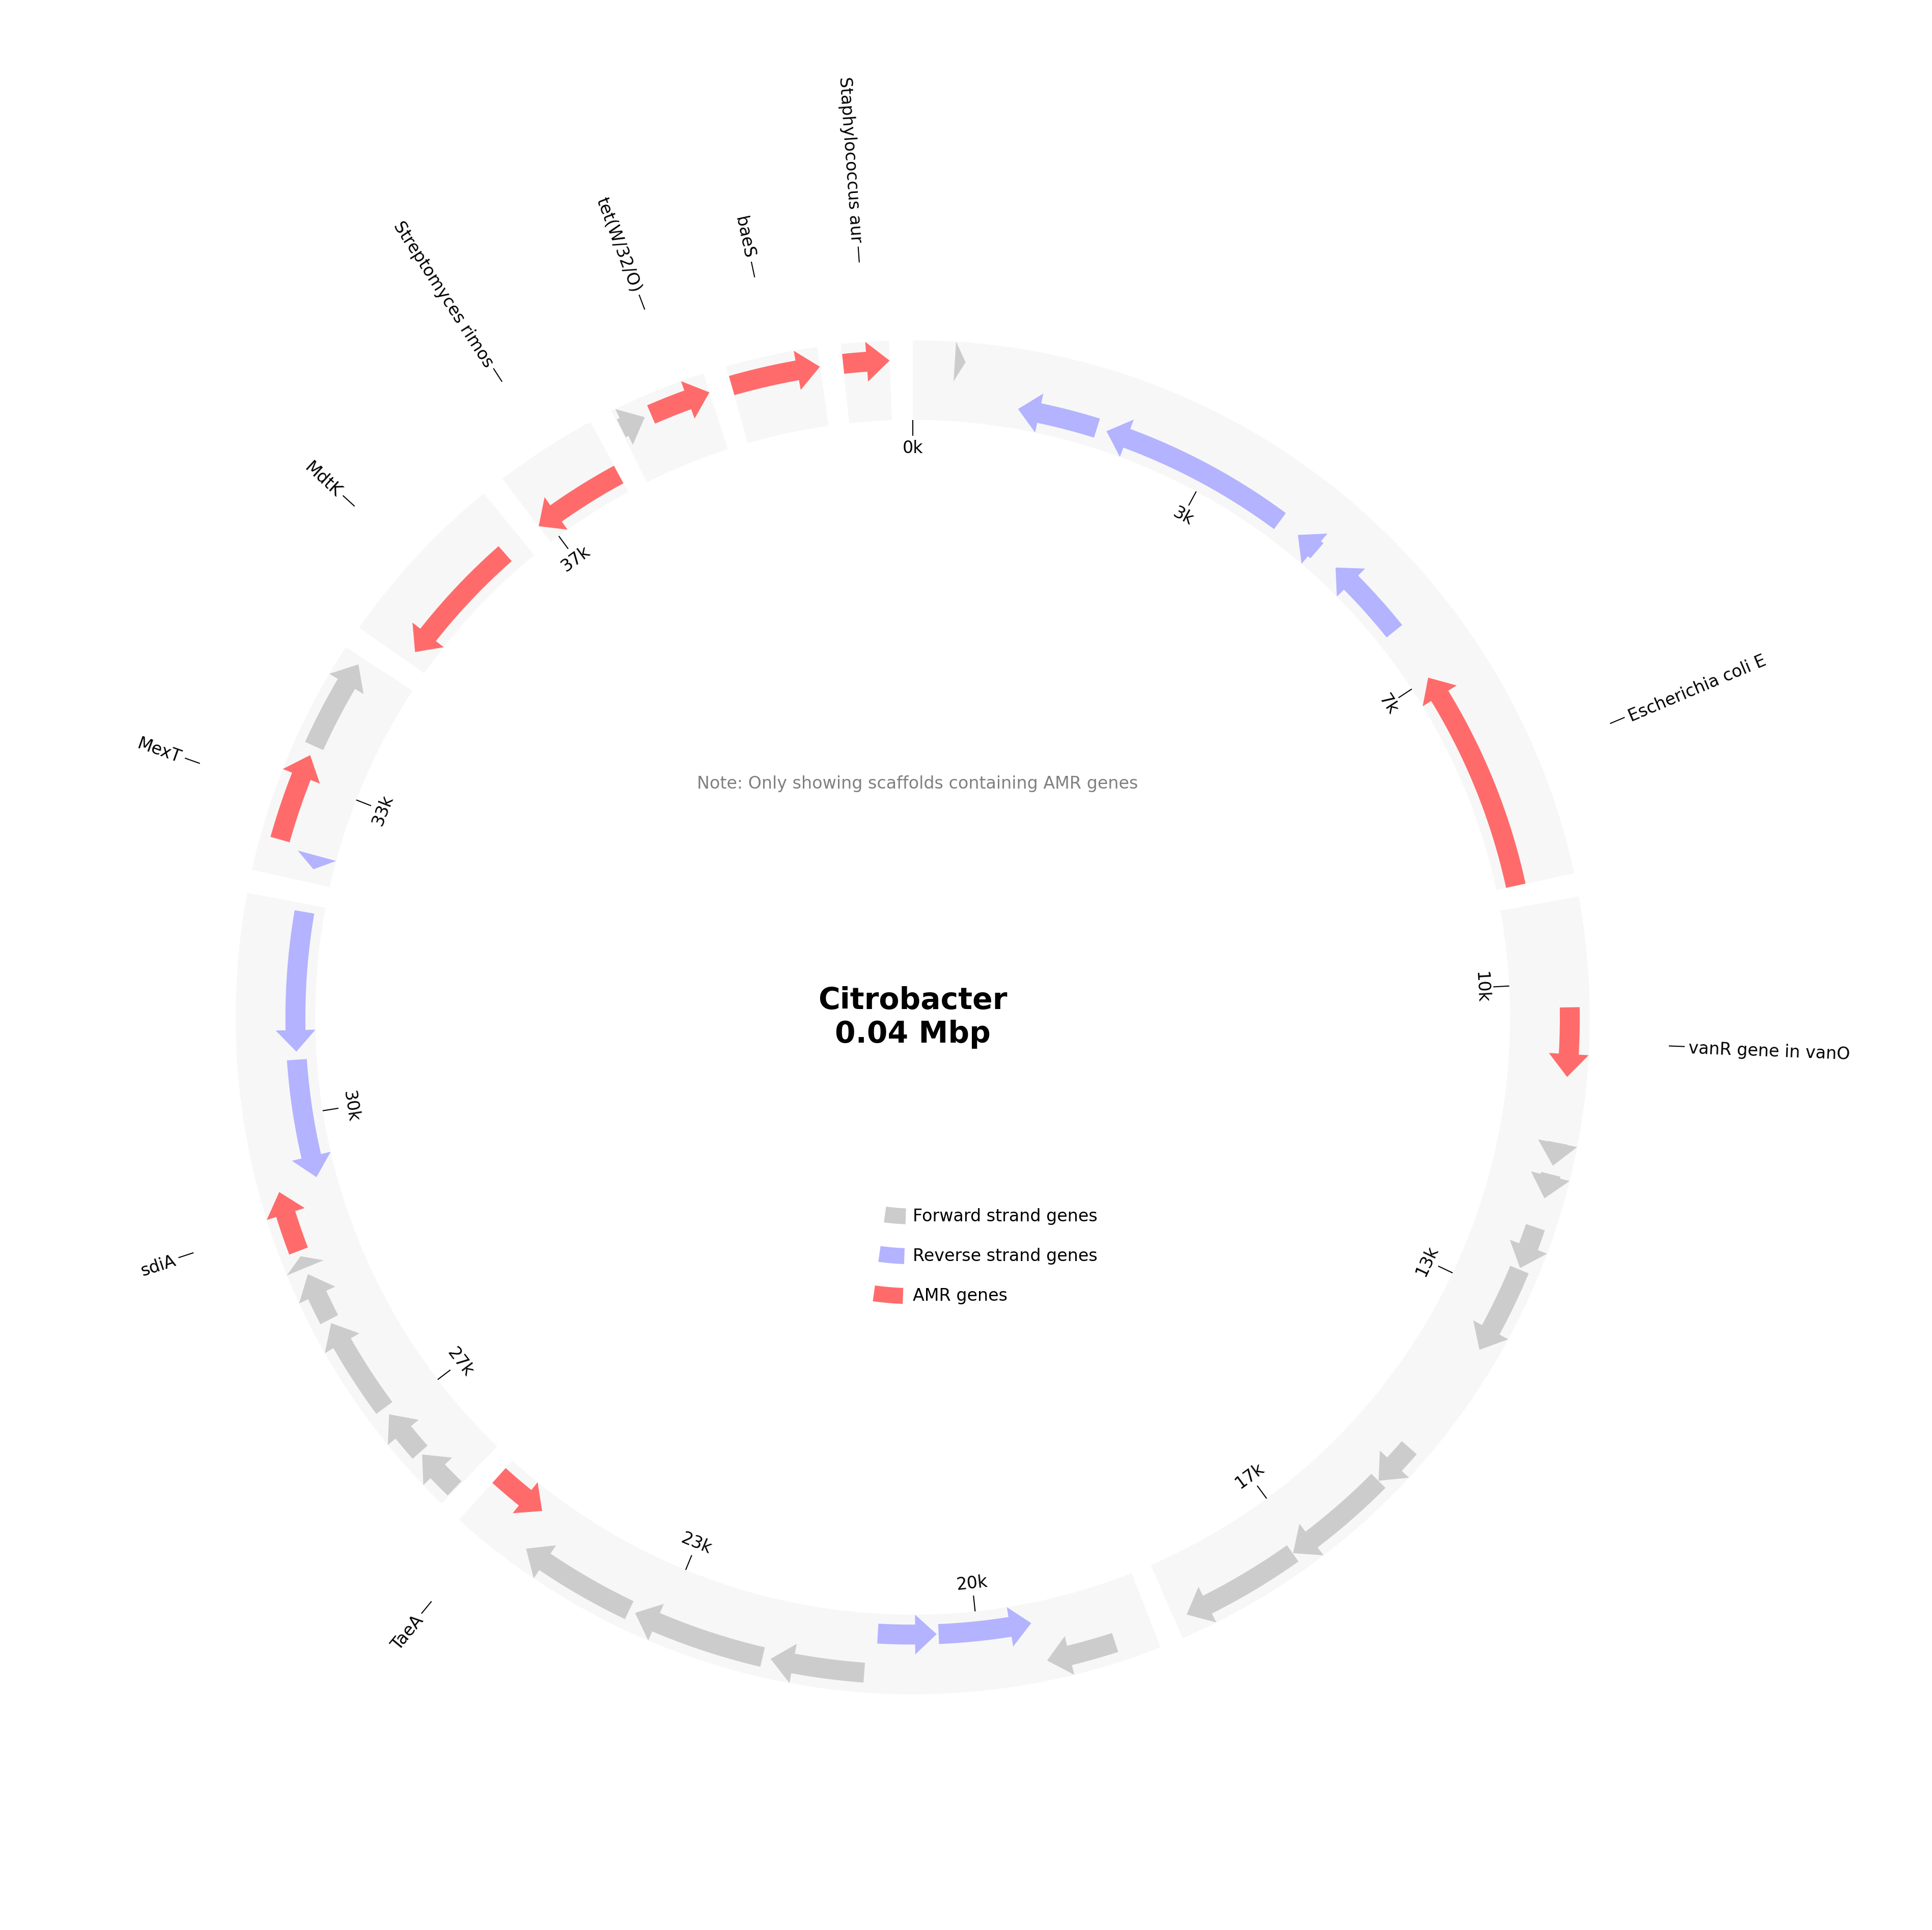 Staphylococcus aur
baeS
tet(W/32/O)
Streptomyces rimos
MdtK
MexT
sdiA
TaeA
Escherichia coli E
vanR gene in vanO
0k
3k
7k
10k
13k
17k
20k
23k
27k
30k
33k
37k
Note: Only showing scaffolds containing AMR genes
Citrobacter
0.04 Mbp
Forward strand genes
Reverse strand genes
AMR genes